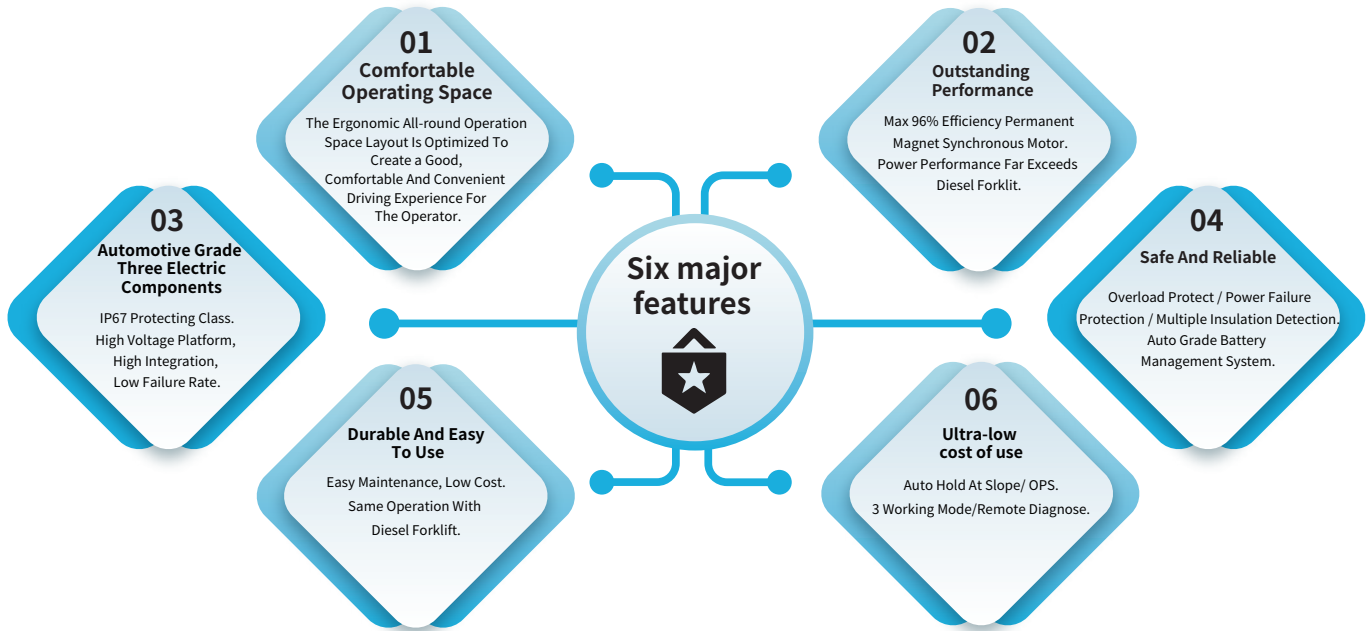 01
Comfortable
Operating Space
The Ergonomic All-round Operation
Space Layout Is Optimized To
Create a Good,
Comfortable And Convenient
Driving Experience For
The Operator.
02
Outstanding
Performance
Max 96% Efficiency Permanent
Magnet Synchronous Motor.
Power Performance Far Exceeds
Diesel Forklit.
03
Automotive Grade
Three Electric
Components
IP67 Protecting Class.
High Voltage Platform,
High Integration,
Low Failure Rate.
Six major
features
04
Safe And Reliable
Overload Protect / Power Failure
Protection / Multiple Insulation Detection.
Auto Grade Battery
Management System.
05
Durable And Easy
To Use
Easy Maintenance, Low Cost.
Same Operation With
Diesel Forklift.
06
Ultra-low
cost of use
Auto Hold At Slope/ OPS.
3 Working Mode/Remote Diagnose.